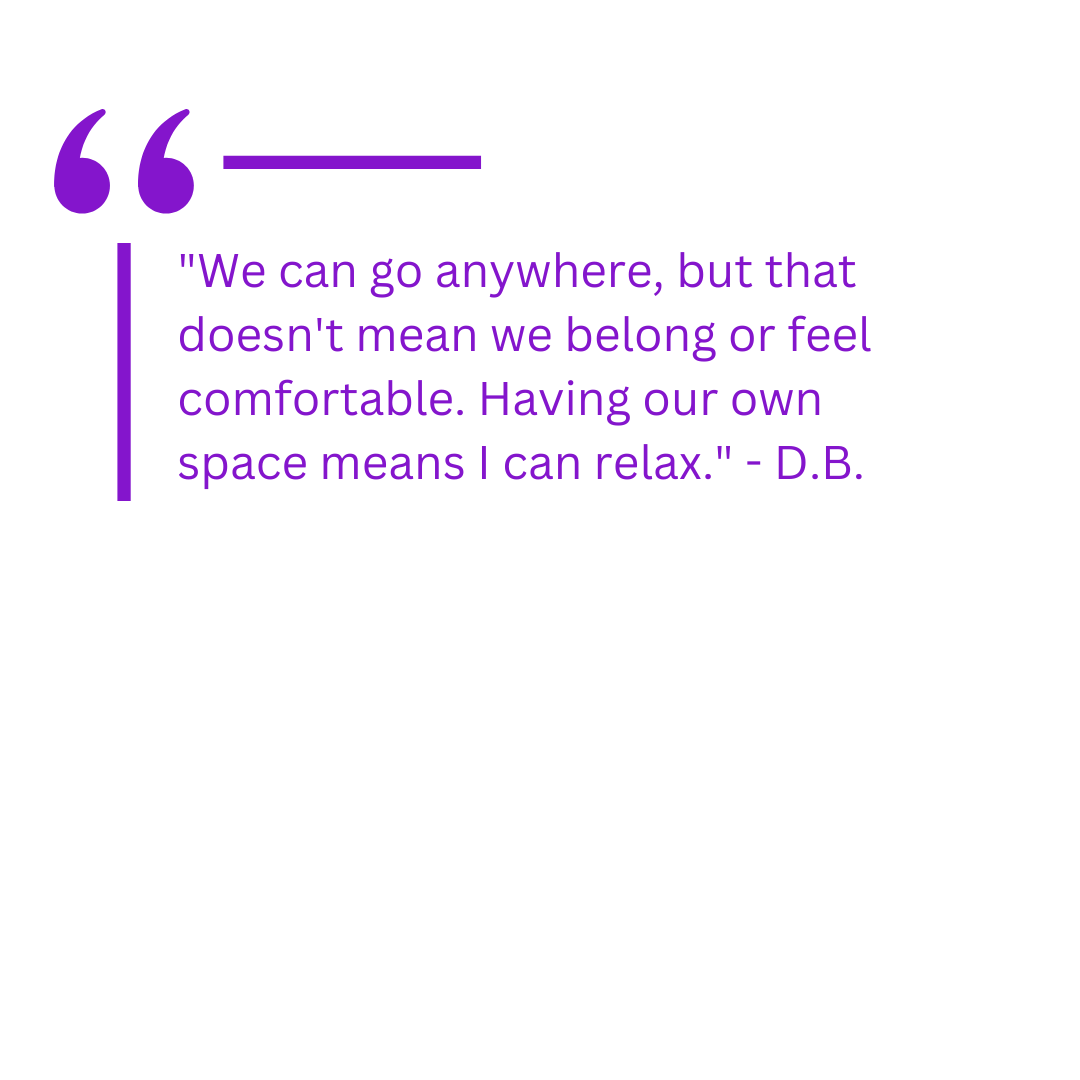 "We can go anywhere, but that
doesn't mean we belong or feel
comfortable. Having our own
space means I can relax." - D.B.